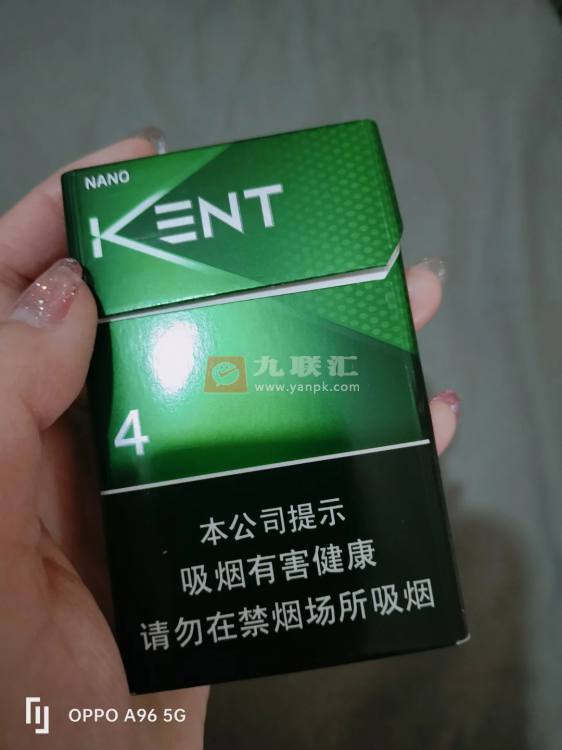 NANO
KENT
九联汇
www.yanpk.com
4
本公司提示
吸烟有害健康
请勿在禁烟场所吸烟
OPPO A96 5G